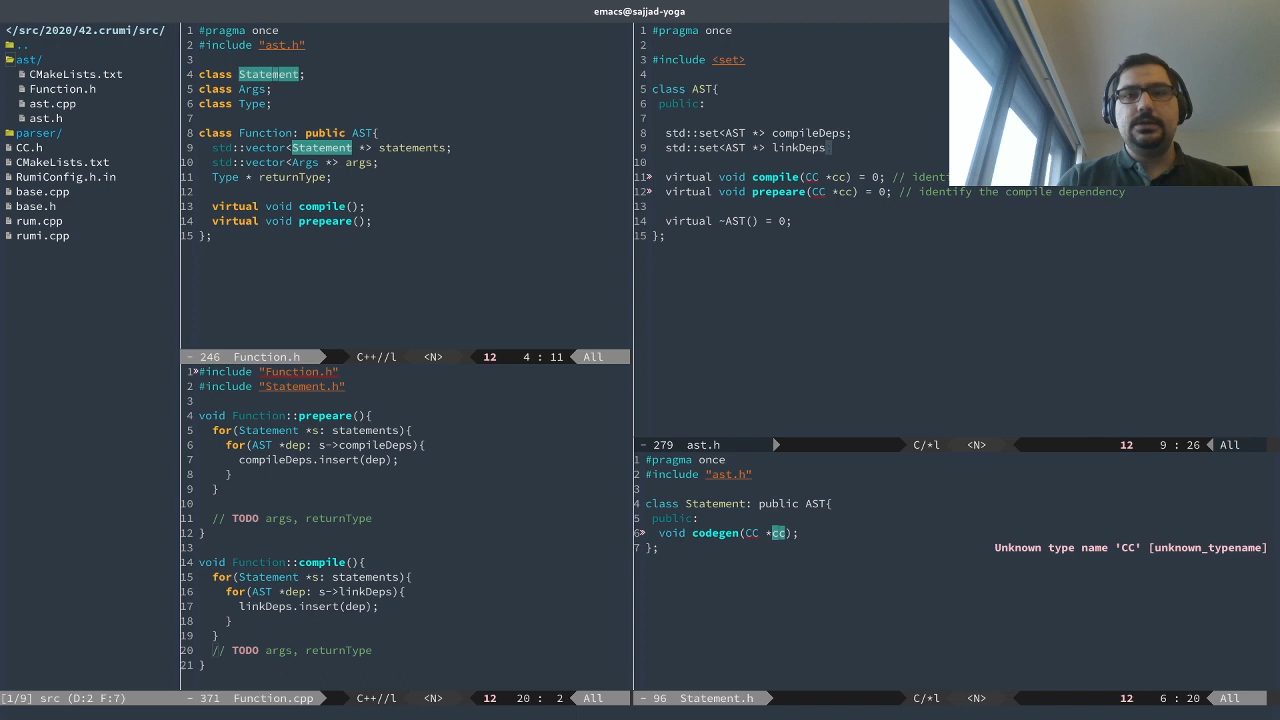 emacs@sajjad-yoga
</src/2020/42.crumi/src/
..
ast/
CMakeLists.txt
Function.h
ast.cpp
ast.h
parser/
CC.h
CMakeLists.txt
RumiConfig.h.in
base.cpp
base.h
rum.cpp
rumi.cpp
[1/9] src (D:2 F:7)
1 #pragma once
2 #include "ast.h"
3
4 class Statement;
5 class Args;
6 class Type;
7
8 class Function: public AST{
9 std::vector<Statement *> statements;
10 std::vector<Args *> args;
11 Type * returnType;
12
13 virtual void compile();
14 virtual void prepeare();
15 };
- 246 Function.h C++//l <N> 12 4 : 11 All
1»#include "Function.h"
2 #include "Statement.h"
3
4 void Function::prepeare(){
5 for(Statement *s: statements){
6 for(AST *dep: s->compileDeps){
7 compileDeps.insert(dep);
8 }
9 }
10
11 // TODO args, returnType
12 }
13
14 void Function::compile(){
15 for(Statement *s: statements){
16 for(AST *dep: s->linkDeps){
17 linkDeps.insert(dep);
18 }
19 }
20 // TODO args, returnType
21 }
- 371 Function.cpp C++//l <N> 12 20 : 2 All
1 #pragma once
2
3 #include <set>
4
5 class AST{
6 public:
7
8 std::set<AST *> compileDeps;
9 std::set<AST *> linkDeps;
10
11» virtual void compile(CC *cc) = 0; // identi
12» virtual void prepeare(CC *cc) = 0; // identify the compile dependency
14 virtual ~AST() = 0;
15 };
- 279 ast.h C/*l <N> 12 9 : 26 All
1 #pragma once
2 #include "ast.h"
3
4 class Statement: public AST{
5 public:
6» void codegen(CC *cc);
7 };
Unknown type name 'CC' [unknown_typename]
- 96 Statement.h C/*l <N> 12 6 : 20 All